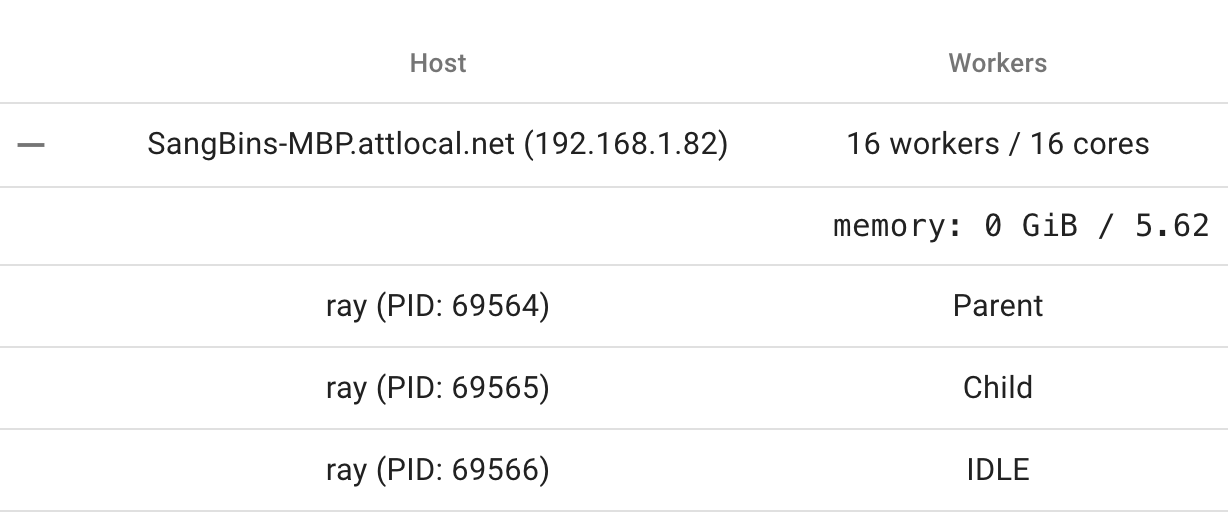 Host Workers
SangBins-MBP.attlocal.net (192.168.1.82) 16 workers / 16 cores
memory: 0 GiB / 5.62
ray (PID: 69564) Parent
ray (PID: 69565) Child
ray (PID: 69566) IDLE